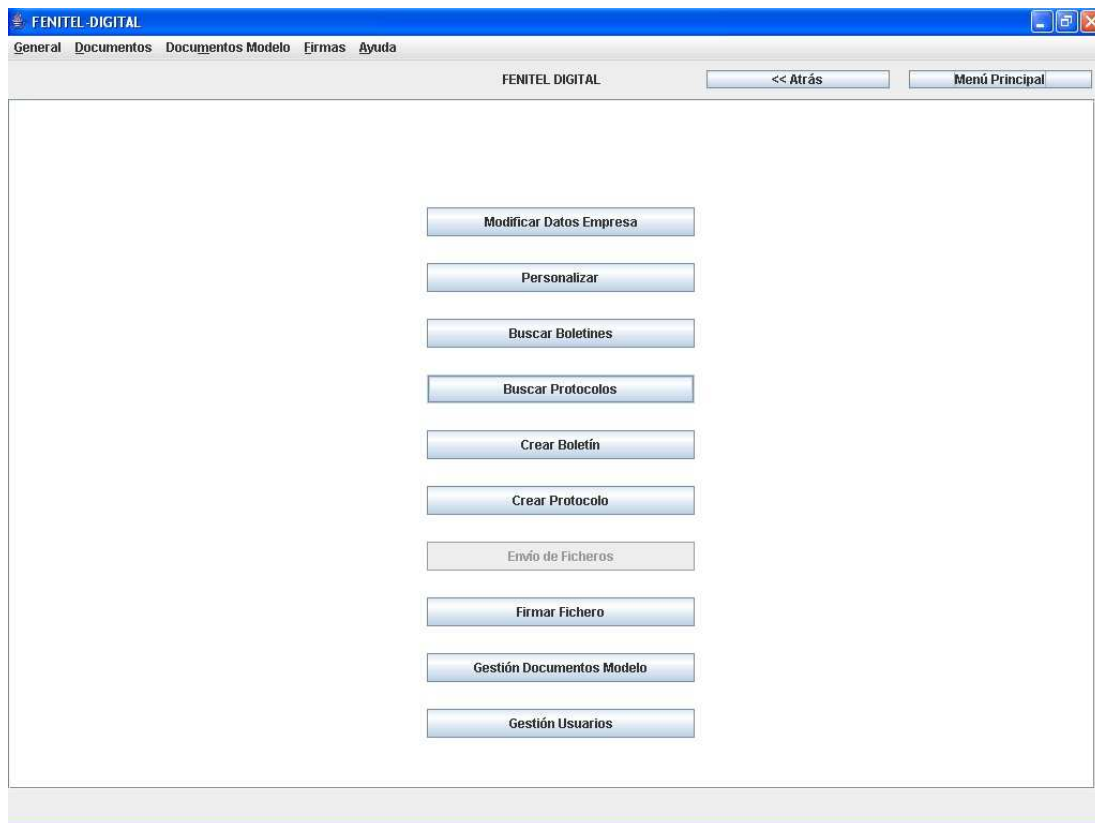 FENITEL-DIGITAL
General Documentos Documentos Modelo Firmas Ayuda
FENITEL DIGITAL << Atrás Menú Principal
Modificar Datos Empresa
Personalizar
Buscar Boletines
Buscar Protocolos
Crear Boletín
Crear Protocolo
Envío de Ficheros
Firmar Fichero
Gestión Documentos Modelo
Gestión Usuarios